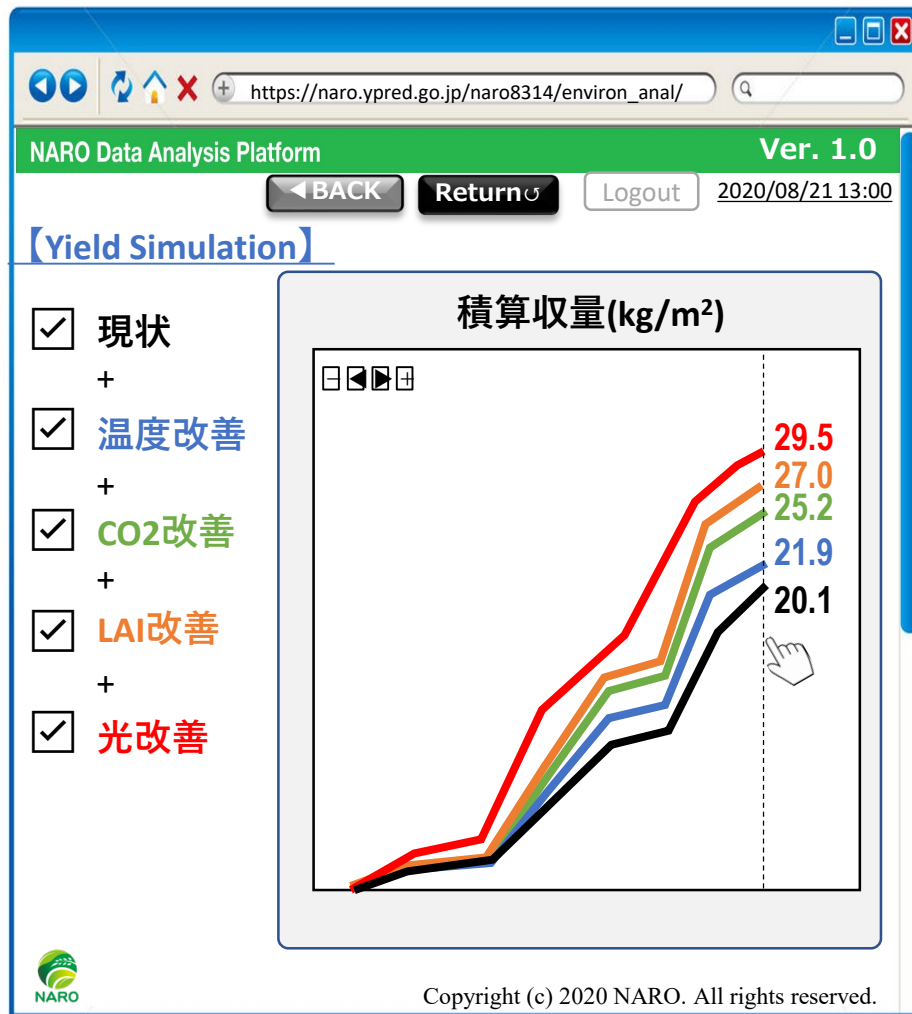 https://naro.ypred.go.jp/naro8314/environ_anal/
NARO Data Analysis Platform
Ver. 1.0
◀BACK
Return↺
Logout
2020/08/21 13:00
【Yield Simulation】
現状
+
温度改善
+
CO2改善
+
LAI改善
+
光改善
積算収量(kg/m²)
29.5
27.0
25.2
21.9
20.1
NARO
Copyright (c) 2020 NARO. All rights reserved.